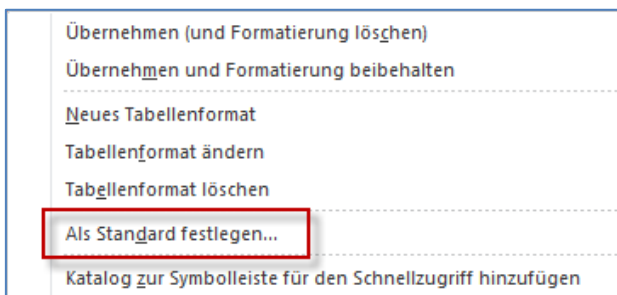 Übernehmen (und Formatierung löschen)
Übernehmen und Formatierung beibehalten
Neues Tabellenformat
Tabellenformat ändern
Tabellenformat löschen
Als Standard festlegen...
Katalog zur Symbolleiste für den Schnellzugriff hinzufügen